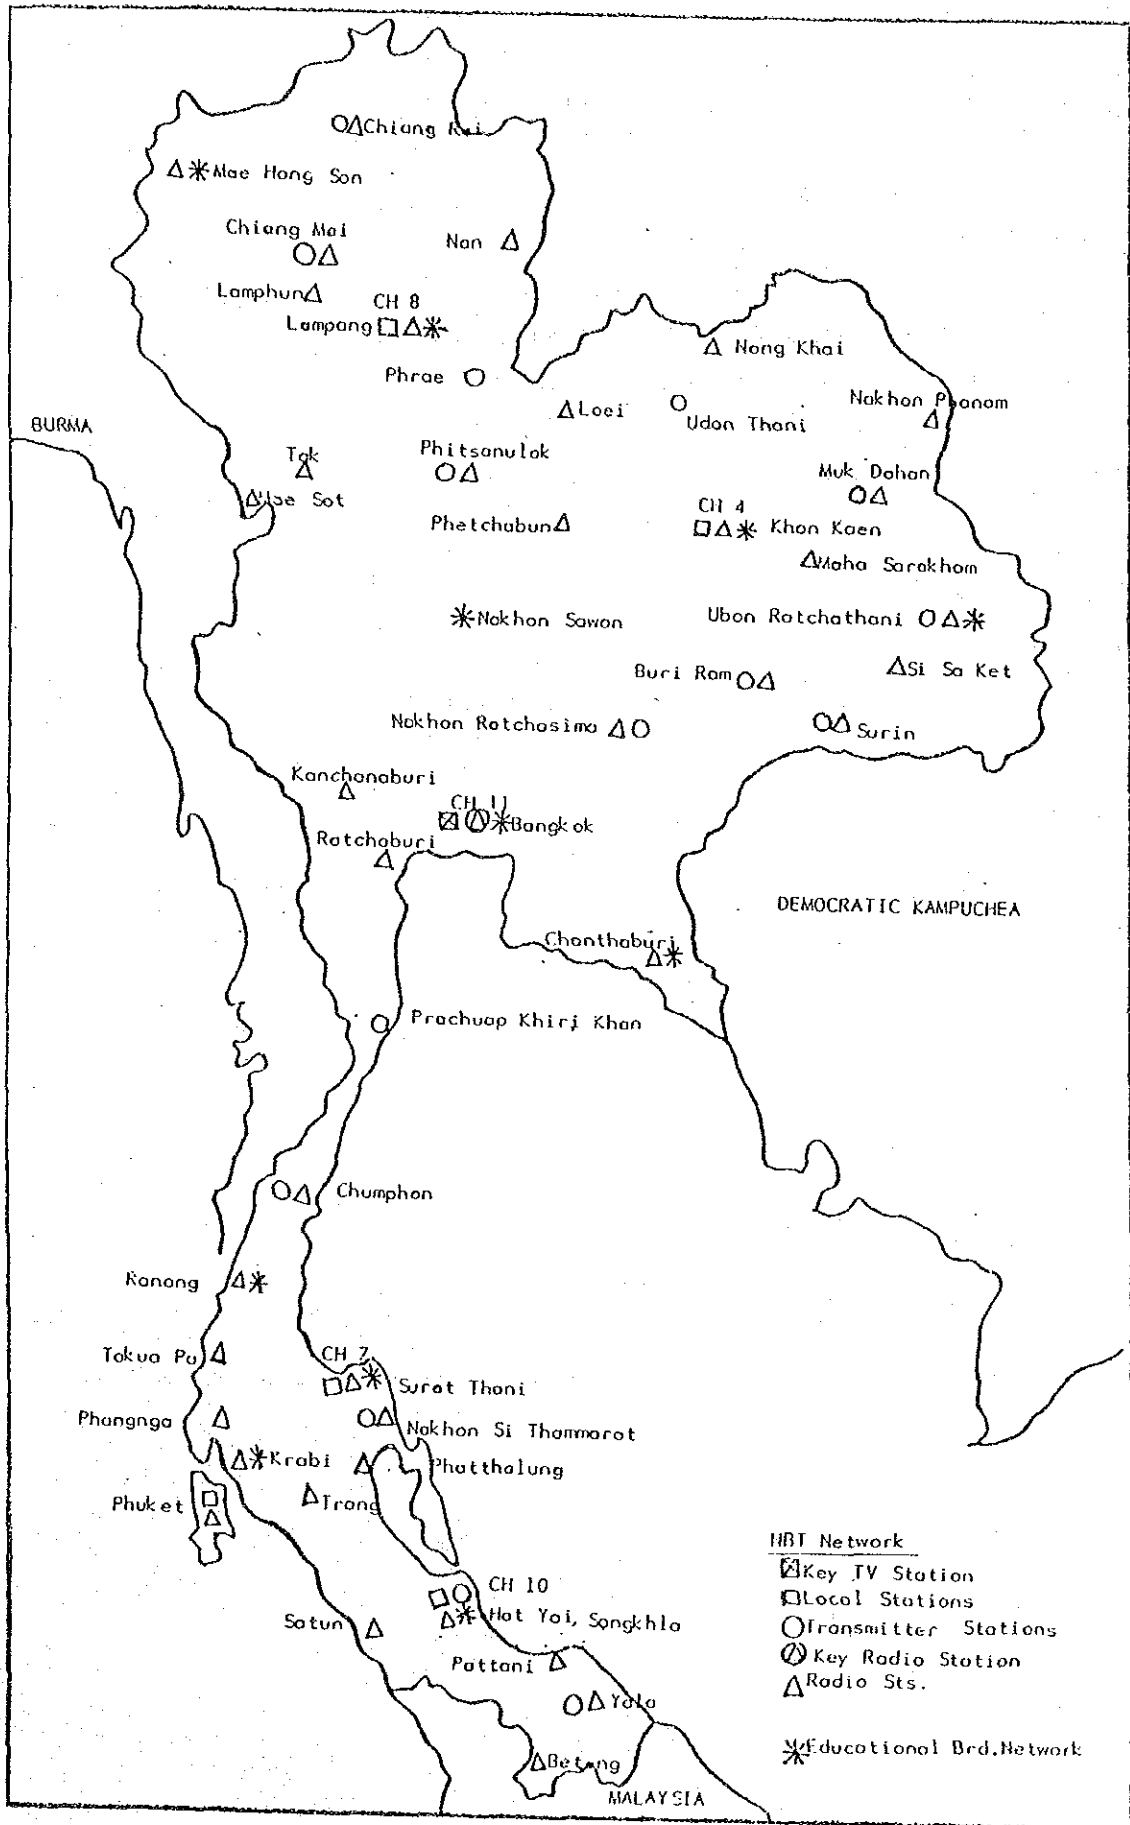 Chiang Rai
Mae Hong Son
Chiang Mai
Nan
Lamphun
CH 8
Lampang
Nong Khai
Phrae
Loei
Udon Thani
Nakhon Phanom
BURMA
Tak
Phitsanulok
Muk Dahan
Mae Sot
Phetchabun
CH 4
Khon Kaen
Maha Sarakham
Nakhon Sawan
Ubon Ratchathani
Buri Ram
Si Sa Ket
Nakhon Ratchasima
Surin
Kanchanaburi
CH 11
Bangkok
Ratchaburi
DEMOCRATIC KAMPUCHEA
Chanthaburi
Prachuap Khiri Khan
Chumphon
Ranong
Takua Pa
CH 7
Surat Thani
Phangnga
Nakhon Si Thammarat
Krabi
Phatthalung
Phuket
Trang
NBT Network
Key TV Station
Local Stations
Transmitter Stations
Key Radio Station
Radio Sts.
Educational Brd.Network
CH 10
Hat Yai, Songkhla
Satun
Pattani
Yala
Betong
MALAYSIA